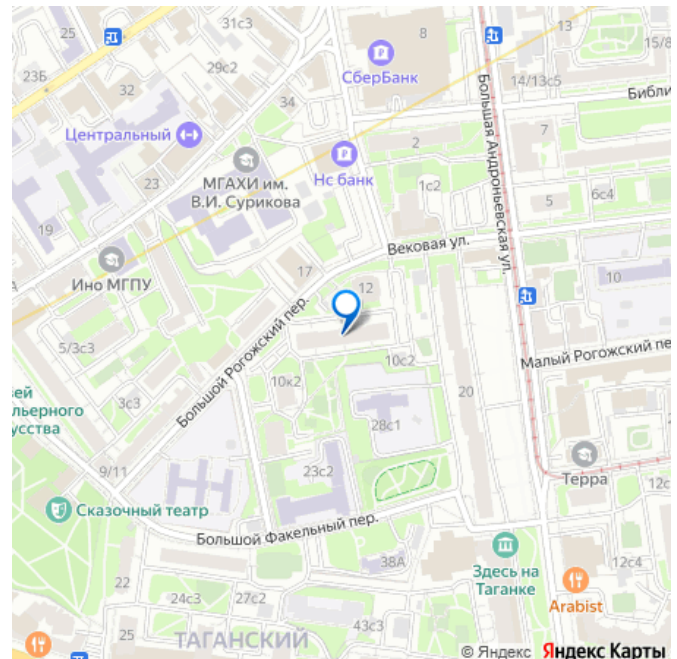 25
31с3
8
13
15/8
23Б
29с2
СберБанк
14/13с5
32
34
Библи
Большая Андроньевская ул.
Центральный
2
7
МГАХИ им.
В.И. Сурикова
Нс банк
23
1с2
6с4
5
19
Вековая ул.
Ино МГПУ
17
12
10
Большой Рогожский пер.
5/3с3
10с2
Малый Рогожский пе
10к2
20
3с3
28с1
9/11
23с2
Терра
12с
Сказочный театр
Большой Факельный пер.
38А
Здесь на
Таганке
22
12с4
24с3
27с2
Arabist
25
43с3
ТАГАНСКИЙ
© Яндекс Яндекс Карты